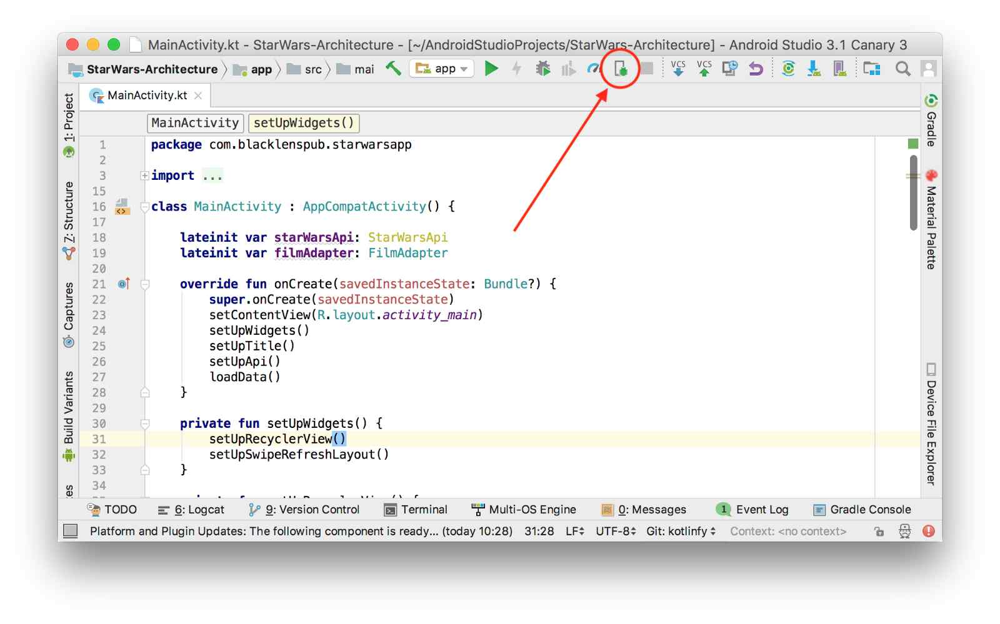 MainActivity.kt - StarWars-Architecture - [~/AndroidStudioProjects/StarWars-Architecture] - Android Studio 3.1 Canary 3
StarWars-Architecture app src mai app VCS VCS
MainActivity.kt
MainActivity setUpWidgets()
1 package com.blacklenspub.starwarsapp
2
3 import ...
15
16 class MainActivity : AppCompatActivity() {
17
18 lateinit var starWarsApi: StarWarsApi
19 lateinit var filmAdapter: FilmAdapter
20
21 override fun onCreate(savedInstanceState: Bundle?) {
22 super.onCreate(savedInstanceState)
23 setContentView(R.layout.activity_main)
24 setUpWidgets()
25 setUpTitle()
26 setUpApi()
27 loadData()
28 }
29
30 private fun setUpWidgets() {
31 setUpRecyclerView()
32 setUpSwipeRefreshLayout()
33 }
34
1: Project
7: Structure
Captures
Build Variants
Gradle
Material Palette
Device File Explorer
TODO 6: Logcat 9: Version Control Terminal Multi-OS Engine 0: Messages 1 Event Log Gradle Console
Platform and Plugin Updates: The following component is ready... (today 10:28) 31:28 LF UTF-8 Git: kotlinfy Context: <no context>